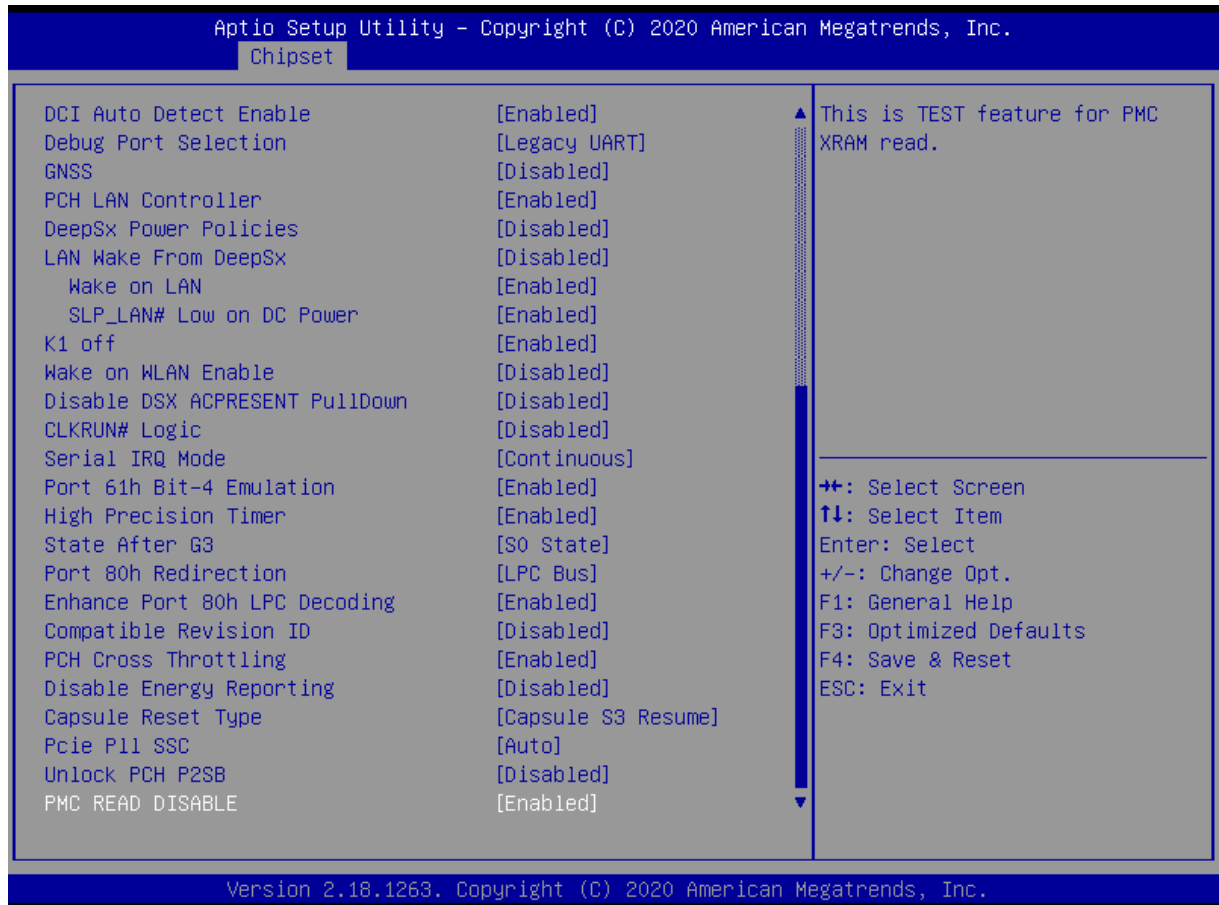 Aptio Setup Utility – Copyright (C) 2020 American Megatrends, Inc.
Chipset
DCI Auto Detect Enable [Enabled]
Debug Port Selection [Legacy UART]
GNSS [Disabled]
PCH LAN Controller [Enabled]
DeepSx Power Policies [Disabled]
LAN Wake From DeepSx [Disabled]
Wake on LAN [Enabled]
SLP_LAN# Low on DC Power [Enabled]
K1 off [Enabled]
Wake on WLAN Enable [Disabled]
Disable DSX ACPRESENT PullDown [Disabled]
CLKRUN# Logic [Disabled]
Serial IRQ Mode [Continuous]
Port 61h Bit-4 Emulation [Enabled]
High Precision Timer [Enabled]
State After G3 [S0 State]
Port 80h Redirection [LPC Bus]
Enhance Port 80h LPC Decoding [Enabled]
Compatible Revision ID [Disabled]
PCH Cross Throttling [Enabled]
Disable Energy Reporting [Disabled]
Capsule Reset Type [Capsule S3 Resume]
Pcie Pll SSC [Auto]
Unlock PCH P2SB [Disabled]
PMC READ DISABLE [Enabled]
This is TEST feature for PMC
XRAM read.
→←: Select Screen
↑↓: Select Item
Enter: Select
+/-: Change Opt.
F1: General Help
F3: Optimized Defaults
F4: Save & Reset
ESC: Exit
Version 2.18.1263. Copyright (C) 2020 American Megatrends, Inc.